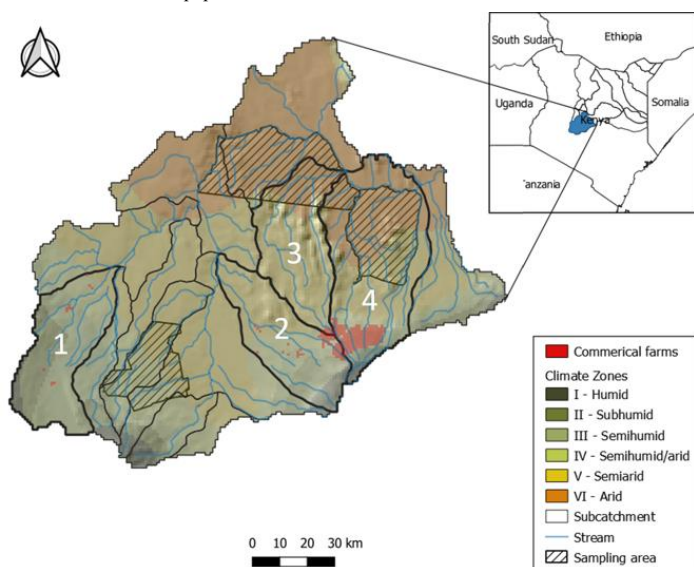 South Sudan
Ethiopia
Uganda
Kenya
Somalia
anzania
3
4
2
1
Commerical farms
Climate Zones
I - Humid
II - Subhumid
III - Semihumid
IV - Semihumid/arid
V - Semiarid
VI - Arid
Subcatchment
Stream
Sampling area
0 10 20 30 km